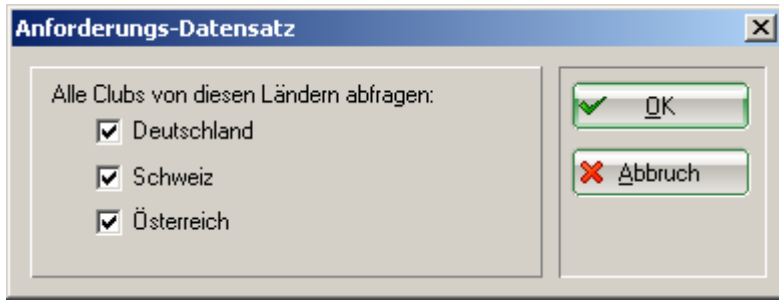 Anforderungs-Datensatz
Alle Clubs von diesen Ländern abfragen:
Deutschland
Schweiz
Österreich
OK
Abbruch